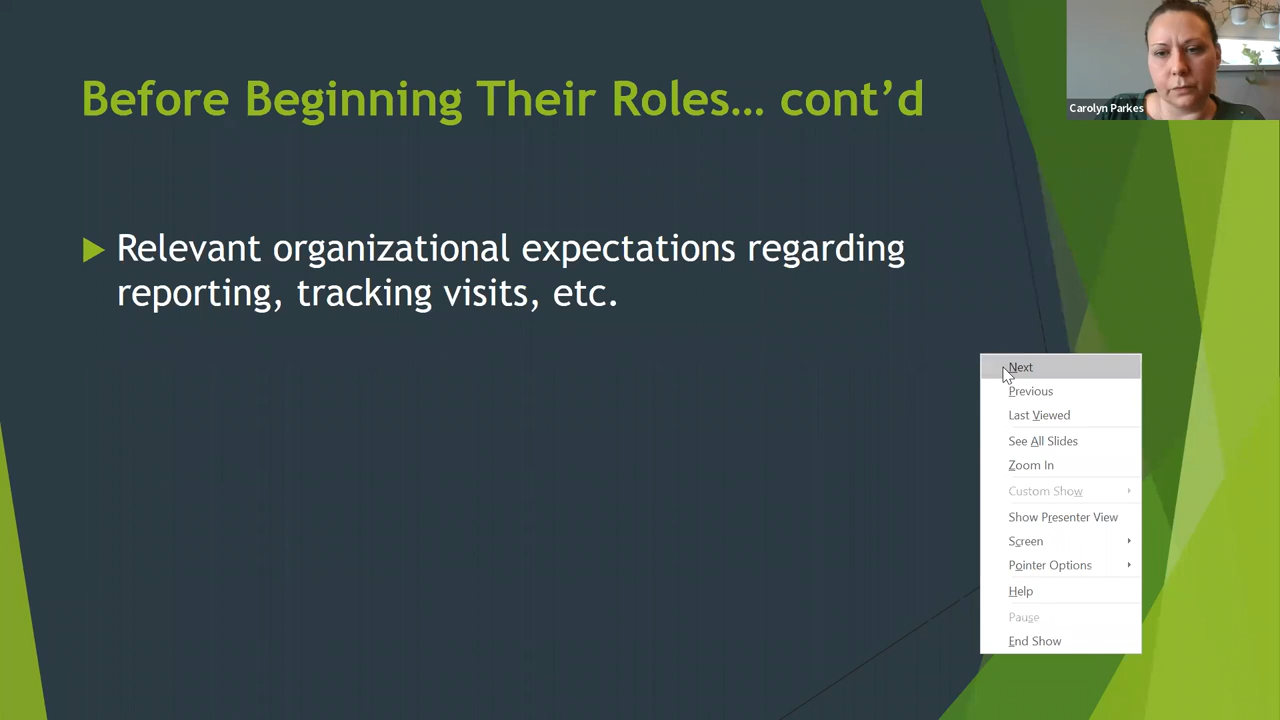 Before Beginning Their Roles… cont’d
Carolyn Parkes
Relevant organizational expectations regarding
reporting, tracking visits, etc.
Next
Previous
Last Viewed
See All Slides
Zoom In
Custom Show
Show Presenter View
Screen
Pointer Options
Help
Pause
End Show